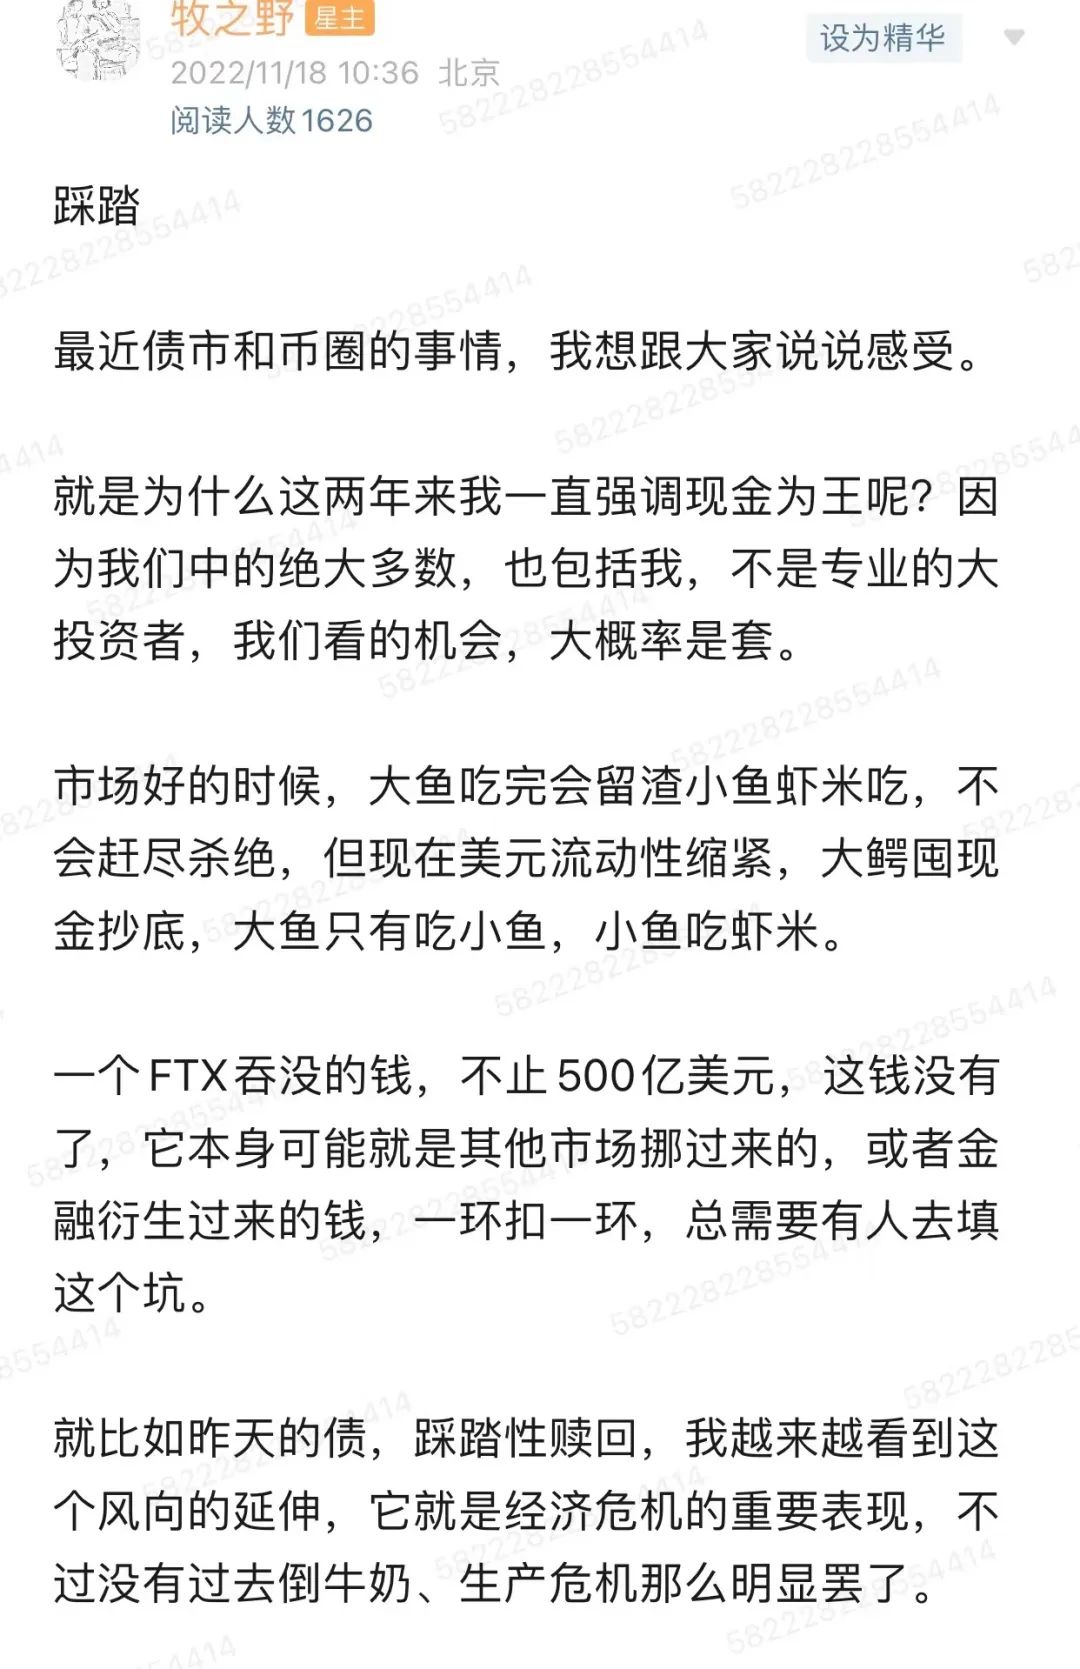 牧之野 星主
设为精华
2022/11/18 10:36 北京
阅读人数1626
踩踏
最近债市和币圈的事情，我想跟大家说说感受。
就是为什么这两年来我一直强调现金为王呢？因
为我们中的绝大多数，也包括我，不是专业的大
投资者，我们看的机会，大概率是套。
市场好的时候，大鱼吃完会留渣小鱼虾米吃，不
会赶尽杀绝，但现在美元流动性缩紧，大鳄囤现
金抄底，大鱼只有吃小鱼，小鱼吃虾米。
一个FTX吞没的钱，不止500亿美元，这钱没有
了，它本身可能就是其他市场挪过来的，或者金
融衍生过来的钱，一环扣一环，总需要有人去填
这个坑。
就比如昨天的债，踩踏性赎回，我越来越看到这
个风向的延伸，它就是经济危机的重要表现，不
过没有过去倒牛奶、生产危机那么明显罢了。
582228228554414